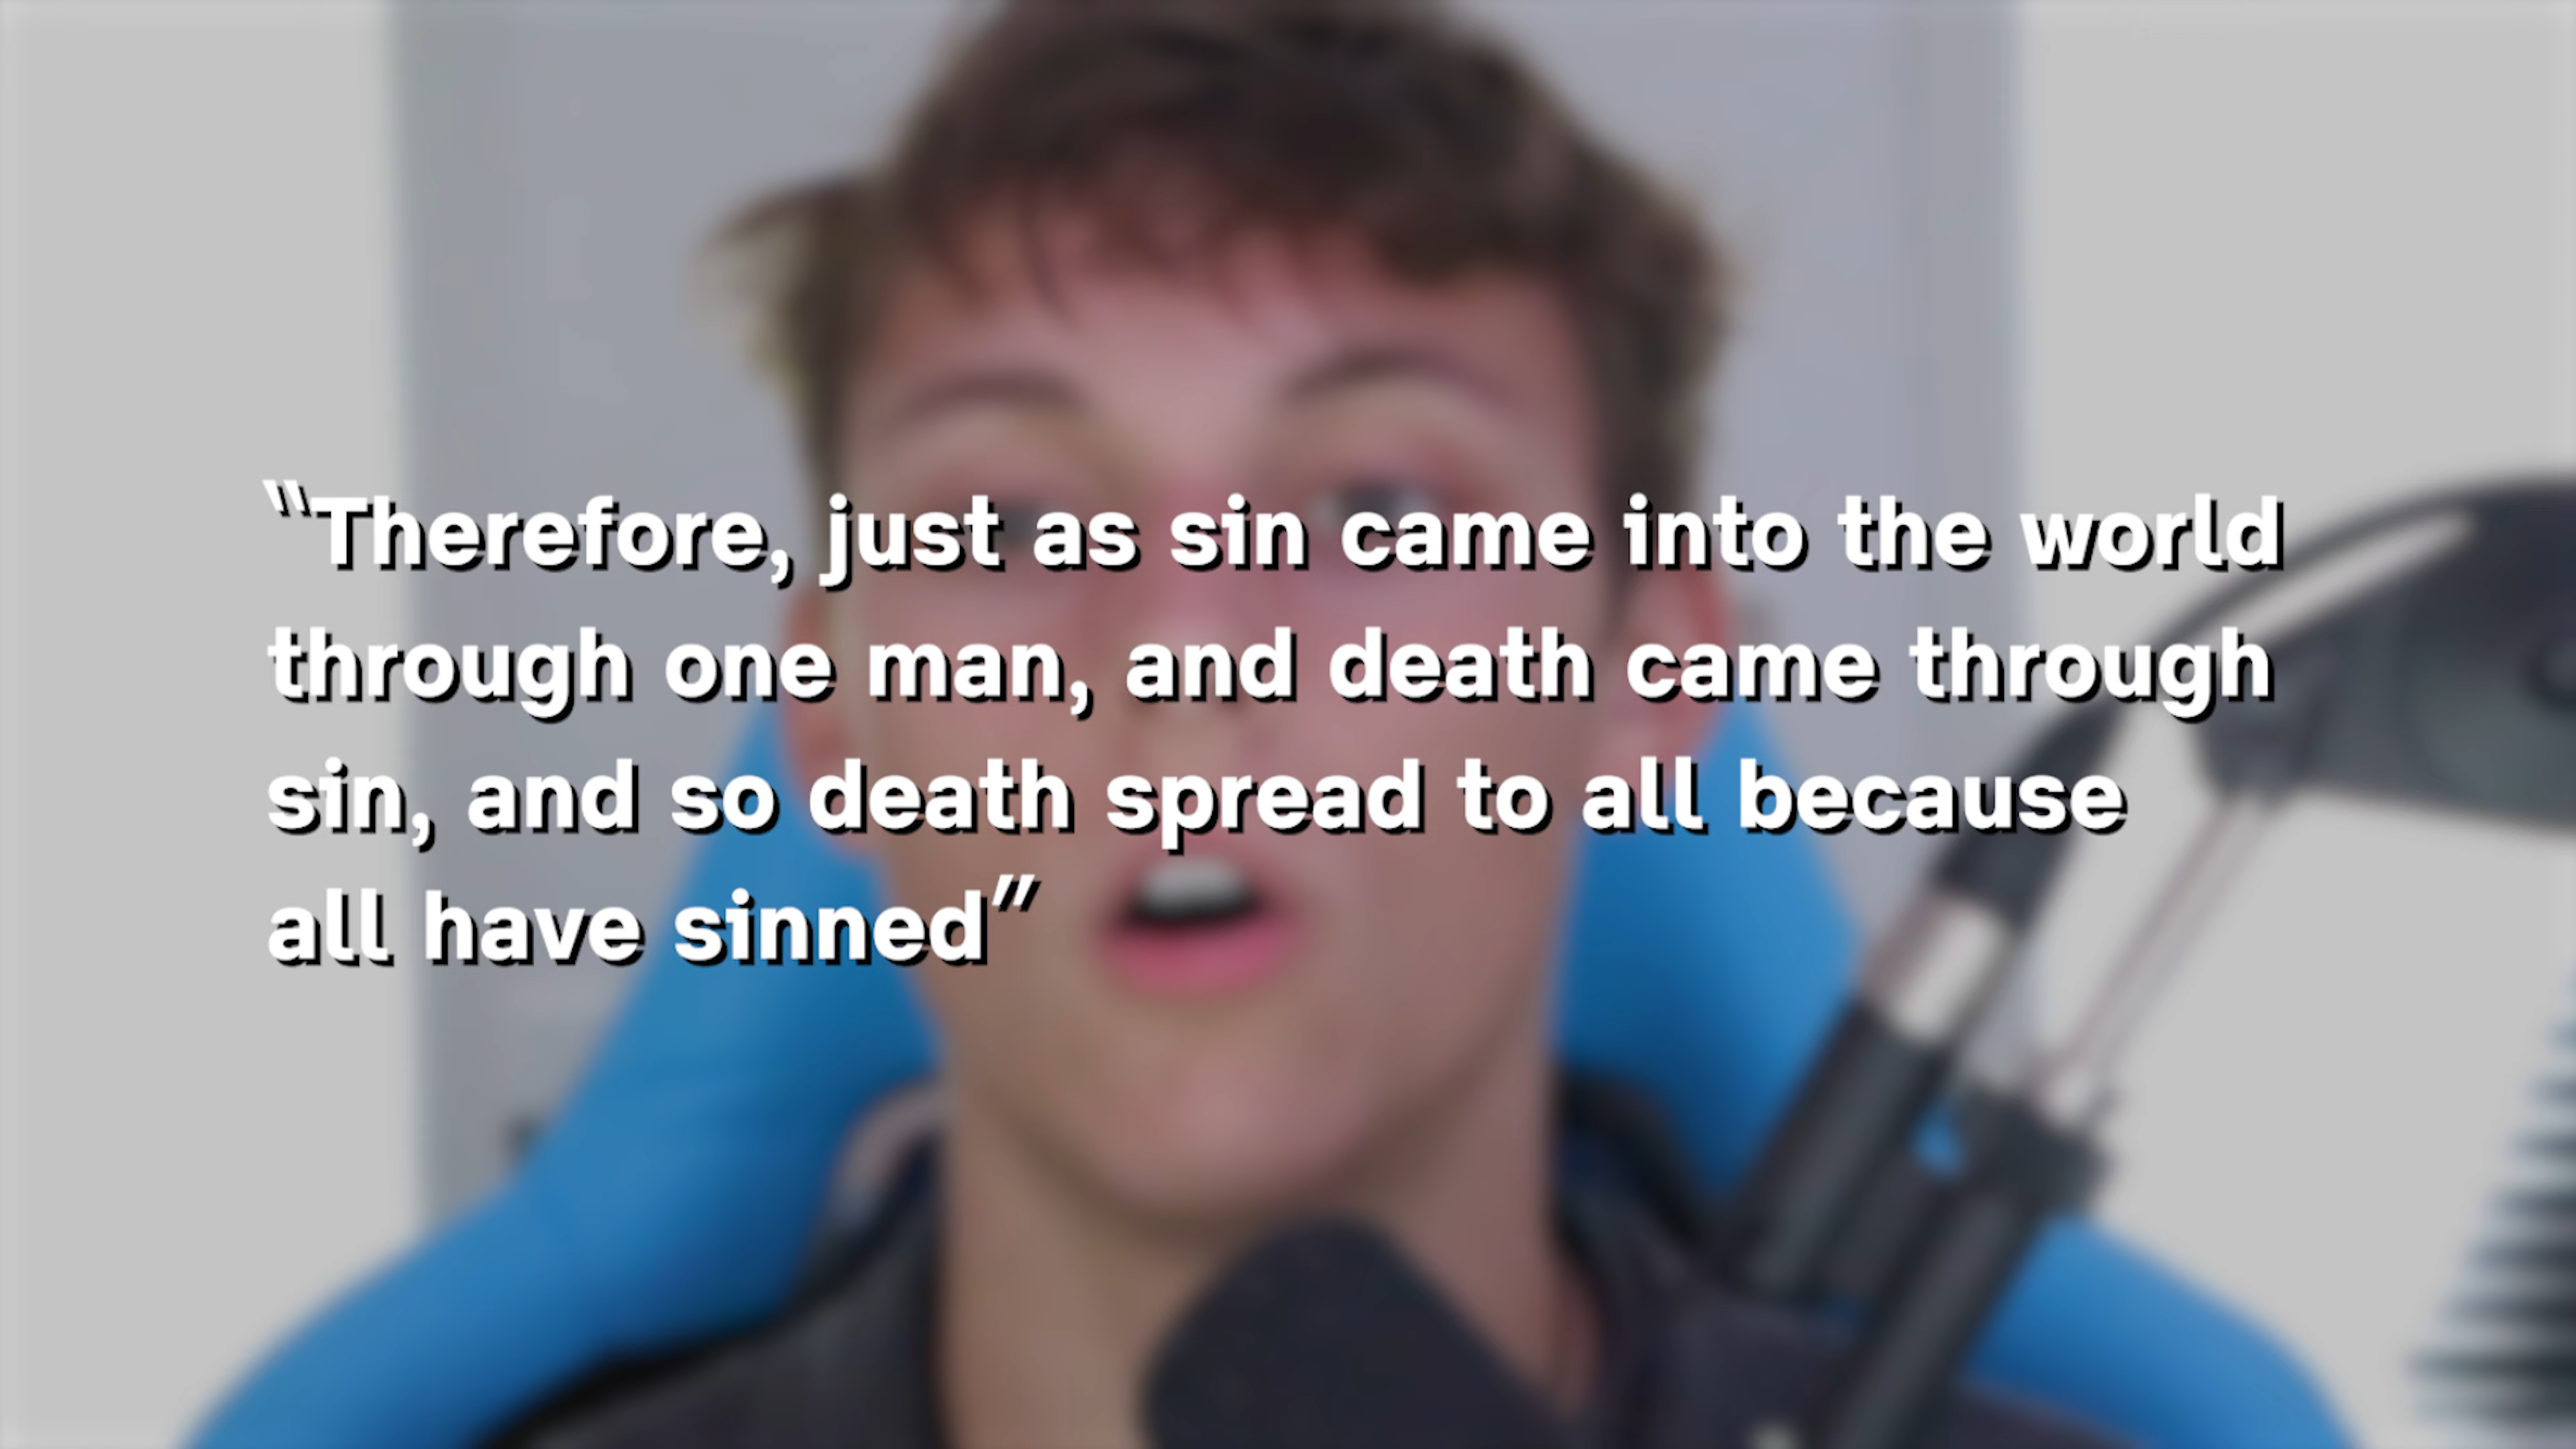 “Therefore, just as sin came into the world
through one man, and death came through
sin, and so death spread to all because
all have sinned”